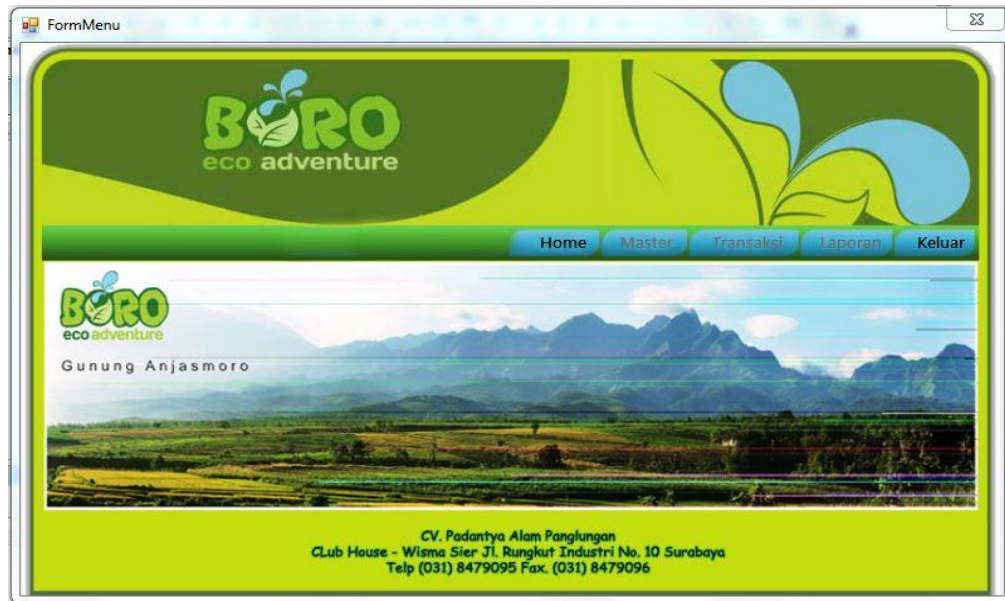 FormMenu
BORO
eco adventure
Home Master Transaksi Laporan Keluar
BORO
eco adventure
Gunung Anjasmoro
CV. Padantya Alam Panglungan
CLub House - Wisma Sier Jl. Rungkut Industri No. 10 Surabaya
Telp (031) 8479095 Fax. (031) 8479096